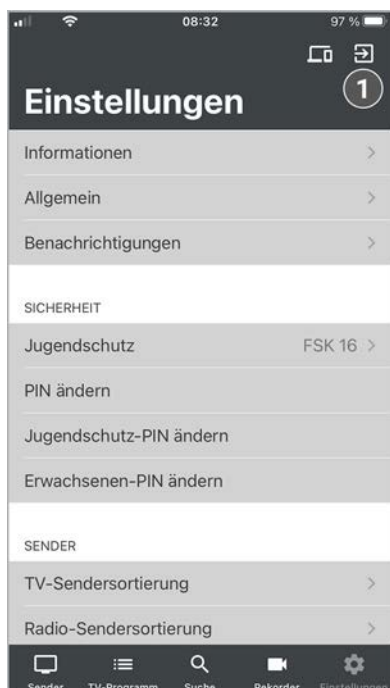 08:32
97 %
1
Einstellungen
Informationen
Allgemein
Benachrichtigungen
SICHERHEIT
Jugendschutz FSK 16
PIN ändern
Jugendschutz-PIN ändern
Erwachsenen-PIN ändern
SENDER
TV-Sendersortierung
Radio-Sendersortierung
Sender TV-Programm Suche Rekorder Einstellungen